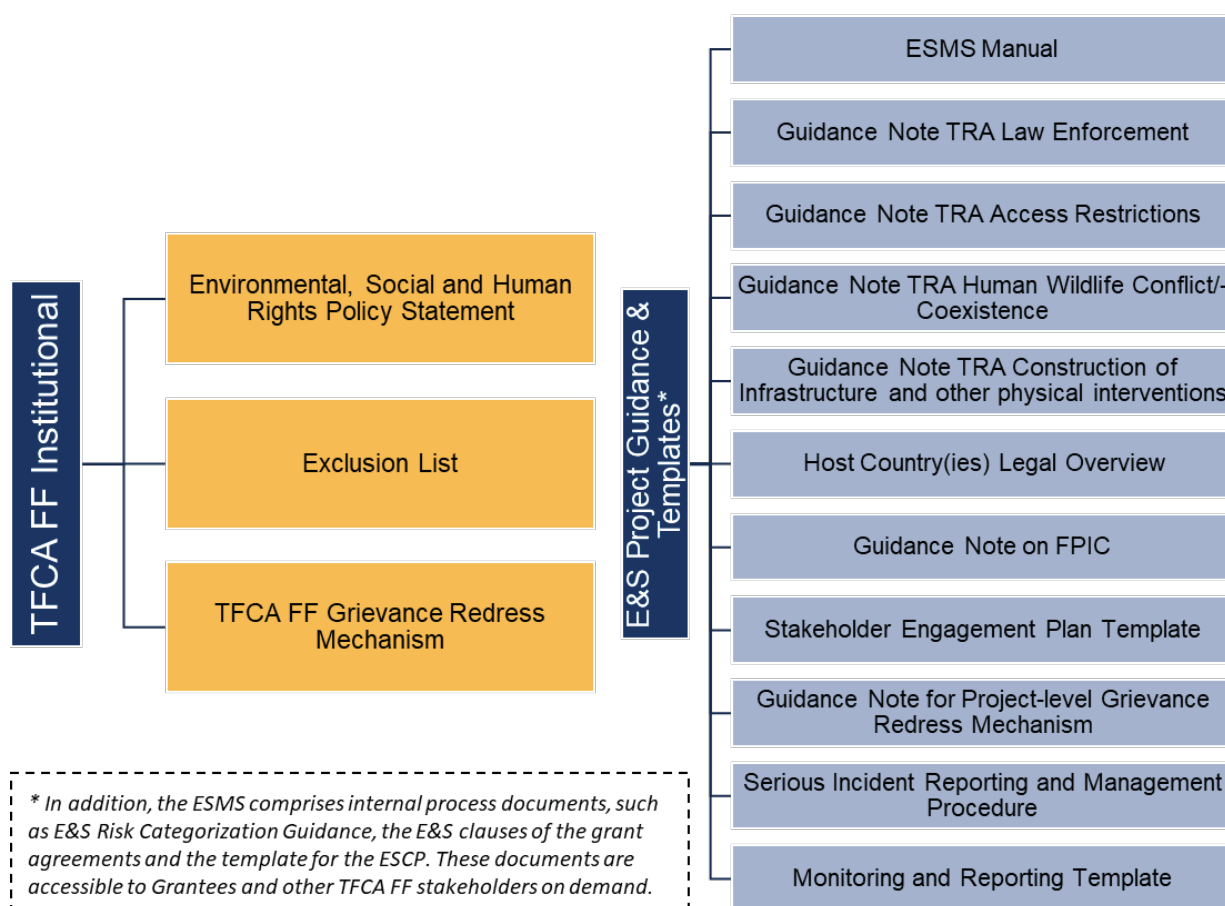 TFCA FF Institutional
Environmental, Social and Human
Rights Policy Statement
Exclusion List
TFCA FF Grievance Redress
Mechanism
E&S Project Guidance &
Templates*
ESMS Manual
Guidance Note TRA Law Enforcement
Guidance Note TRA Access Restrictions
Guidance Note TRA Human Wildlife Conflict/-
Coexistence
Guidance Note TRA Construction of
Infrastructure and other physical interventions
Host Country(ies) Legal Overview
Guidance Note on FPIC
Stakeholder Engagement Plan Template
Guidance Note for Project-level Grievance
Redress Mechanism
Serious Incident Reporting and Management
Procedure
Monitoring and Reporting Template
* In addition, the ESMS comprises internal process documents, such
as E&S Risk Categorization Guidance, the E&S clauses of the grant
agreements and the template for the ESCP. These documents are
accessible to Grantees and other TFCA FF stakeholders on demand.